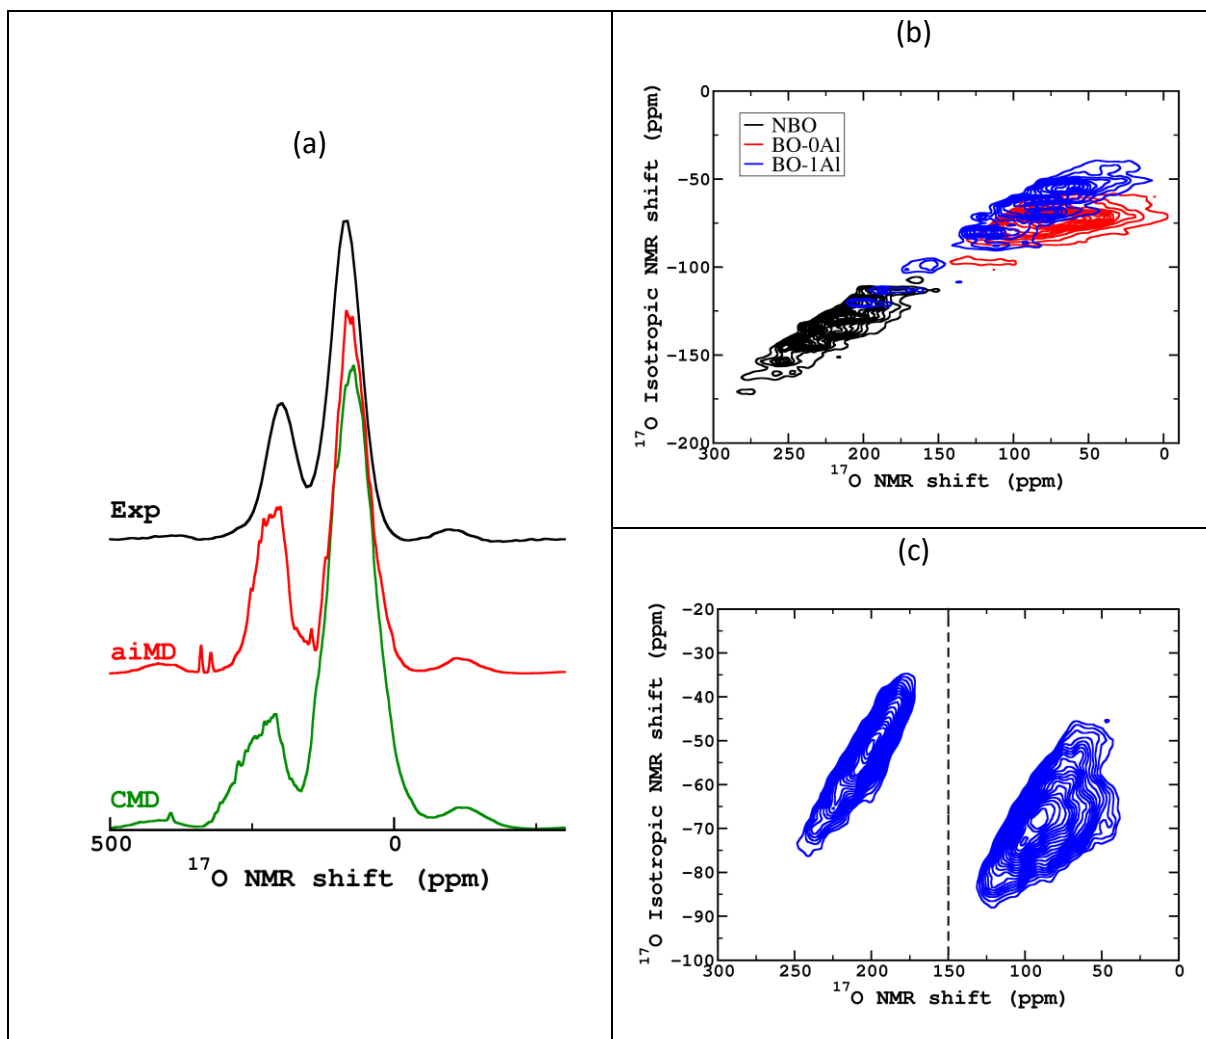 (a)
Exp
aiMD
CMD
500
0
17O NMR shift (ppm)
(b)
17O Isotropic NMR shift (ppm)
0
−50
−100
−150
−200
NBO
BO-0Al
BO-1Al
300
250
200
150
100
50
0
17O NMR shift (ppm)
(c)
17O Isotropic NMR shift (ppm)
−20
−30
−40
−50
−60
−70
−80
−90
−100
300
250
200
150
100
50
0
17O NMR shift (ppm)